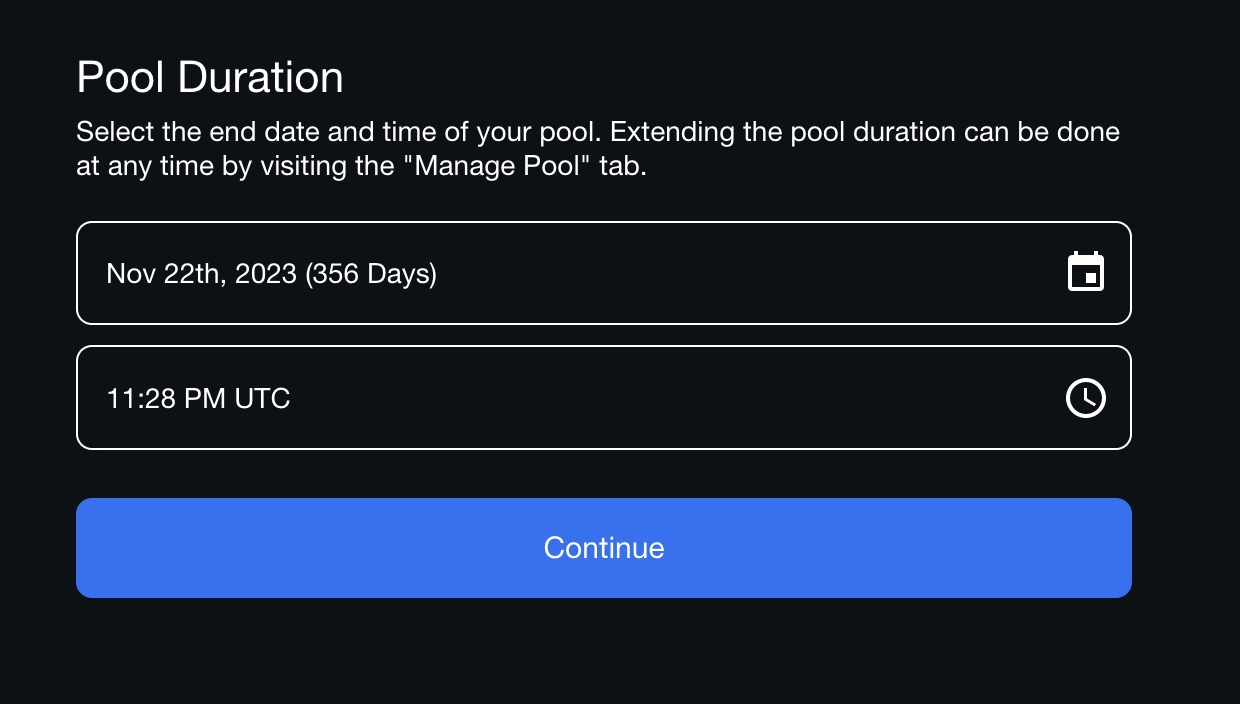 Pool Duration
Select the end date and time of your pool. Extending the pool duration can be done
at any time by visiting the "Manage Pool" tab.
Nov 22th, 2023 (356 Days)
11:28 PM UTC
Continue